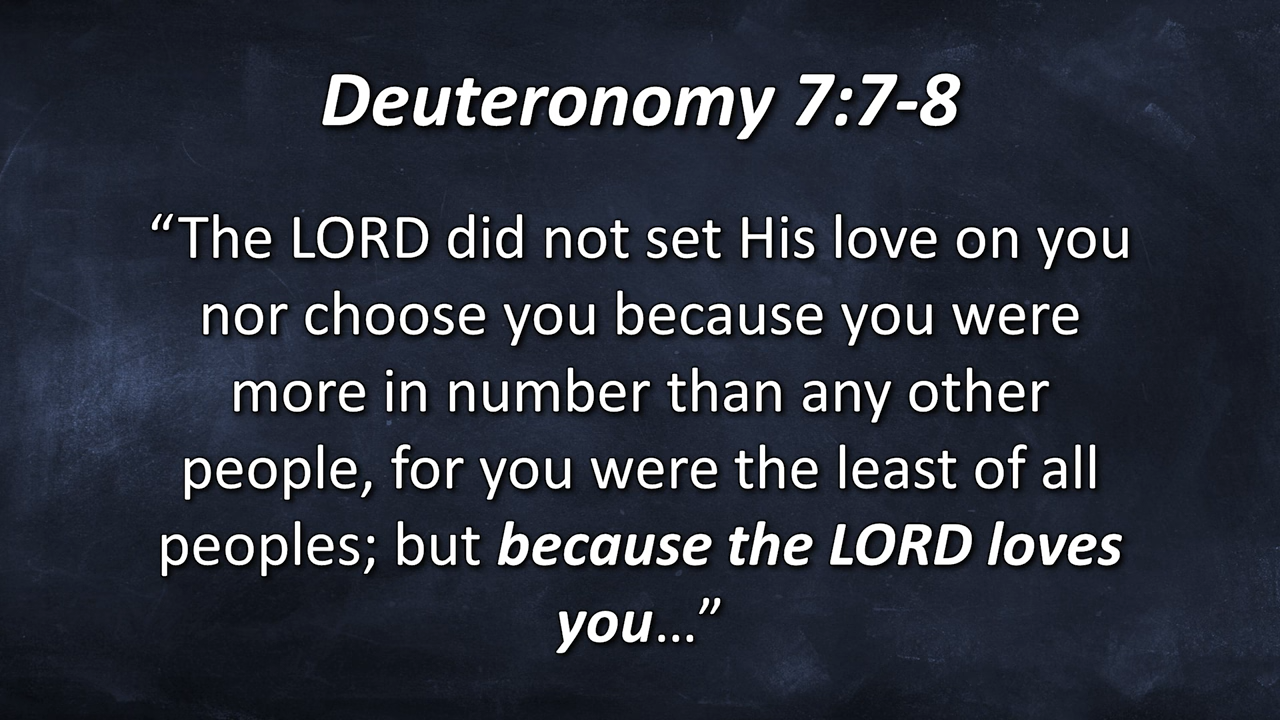 Deuteronomy 7:7-8
“The LORD did not set His love on you
nor choose you because you were
more in number than any other
people, for you were the least of all
peoples; but because the LORD loves
you…”